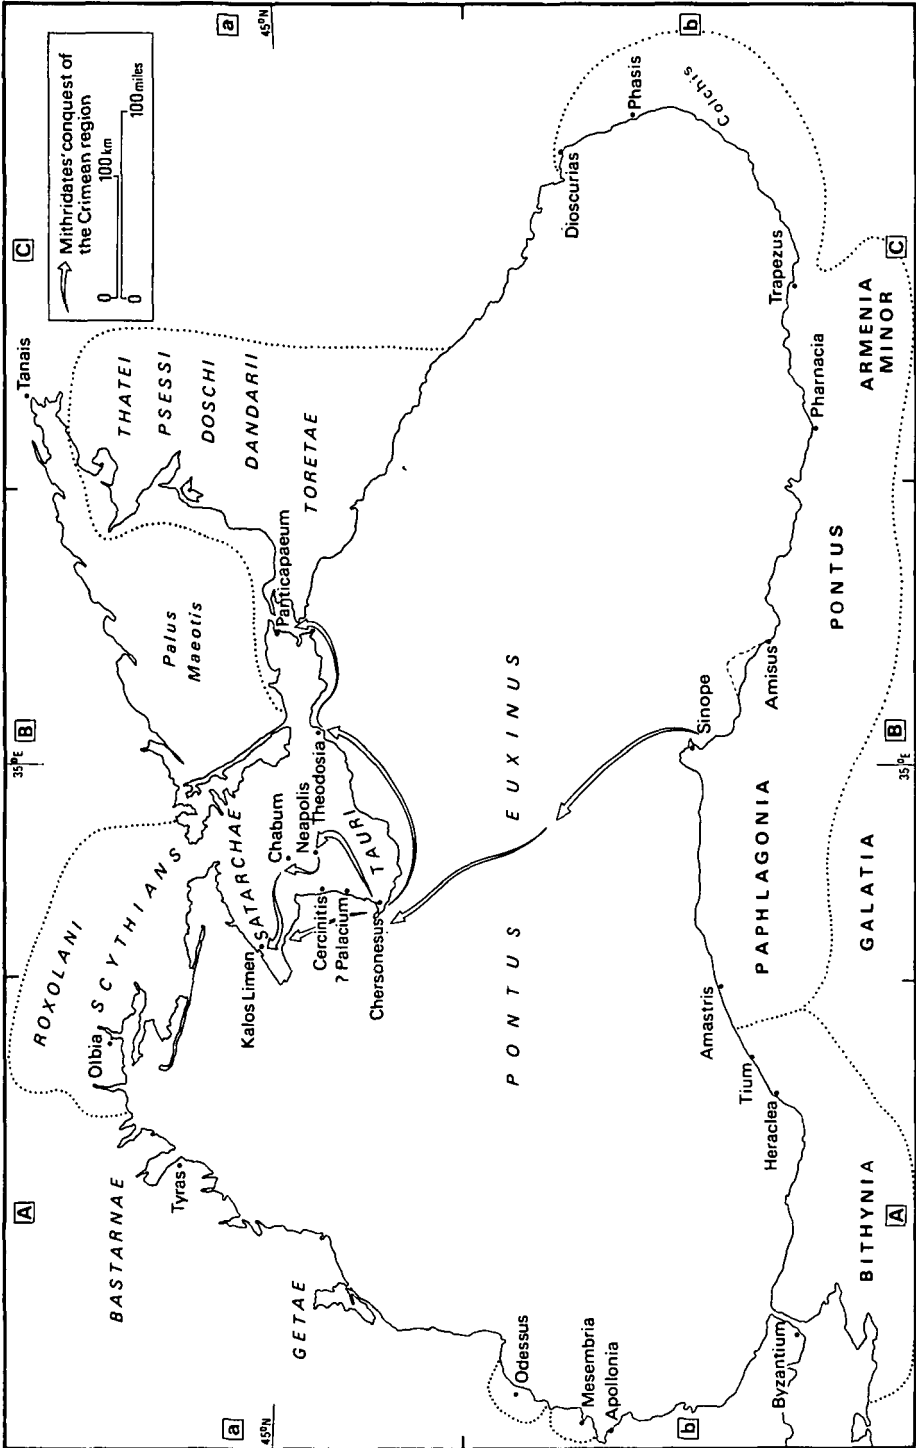 Mithridates' conquest of
the Crimean region
0 100 km
0 100 miles
A
B
C
a
45°N
b
35°E
Tanais
ROXOLANI
SCYTHIANS
Olbia
BASTARNAE
Tyras
GETAE
Palus
Maeotis
THATEI
PSESSI
DOSCHI
DANDARII
TORETAE
Panticapaeum
Theodosia
Neapolis
Chabum
SATARCHAE
TAURI
Kalos Limen
Cercinitis
? Palacium
Chersonesus
Odessus
Mesembria
Apollonia
PONTUS EUXINUS
Dioscurias
Phasis
Colchis
Trapezus
Pharnacia
Amisus
Sinope
Amastris
Tium
Heraclea
Byzantium
ARMENIA
MINOR
PONTUS
PAPHLAGONIA
GALATIA
BITHYNIA
a
45°N
b
A
B
35°E
C